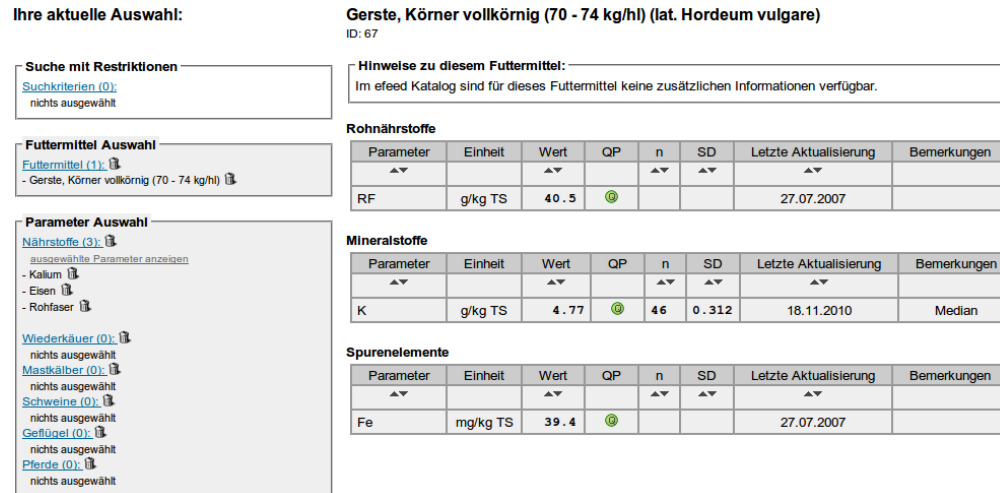 Ihre aktuelle Auswahl:
Suche mit Restriktionen
Suchkriterien (0):
nichts ausgewählt
Futtermittel Auswahl
Futtermittel (1):
- Gerste, Körner vollkörnig (70 - 74 kg/hl)
Parameter Auswahl
Nährstoffe (3):
ausgewählte Parameter anzeigen
- Kalium
- Eisen
- Rohfaser
Wiederkäuer (0):
nichts ausgewählt
Mastkälber (0):
nichts ausgewählt
Schweine (0):
nichts ausgewählt
Geflügel (0):
nichts ausgewählt
Pferde (0):
nichts ausgewählt
Gerste, Körner vollkörnig (70 - 74 kg/hl) (lat. Hordeum vulgare)
ID: 67
Hinweise zu diesem Futtermittel:
Im efeed Katalog sind für dieses Futtermittel keine zusätzlichen Informationen verfügbar.
Rohnährstoffe
Parameter Einheit Wert QP n SD Letzte Aktualisierung Bemerkungen
RF g/kg TS 40.5 Q 27.07.2007
Mineralstoffe
Parameter Einheit Wert QP n SD Letzte Aktualisierung Bemerkungen
K g/kg TS 4.77 Q 46 0.312 18.11.2010 Median
Spurenelemente
Parameter Einheit Wert QP n SD Letzte Aktualisierung Bemerkungen
Fe mg/kg TS 39.4 Q 27.07.2007